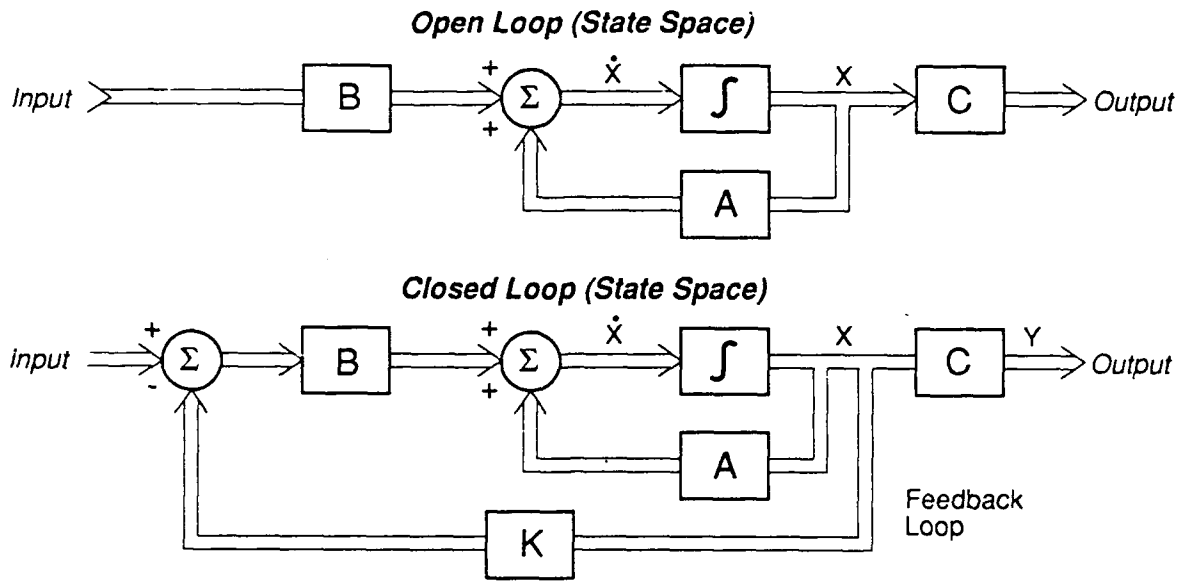 Open Loop (State Space)
Input B + + Σ Ẋ ∫ X C Output
A
Closed Loop (State Space)
Input + - Σ B + + Σ Ẋ ∫ X C Y Output
A
Feedback
Loop
K